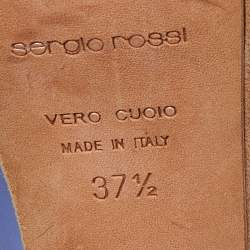 sergio rossi
VERO CUOIO
MADE IN ITALY
37½